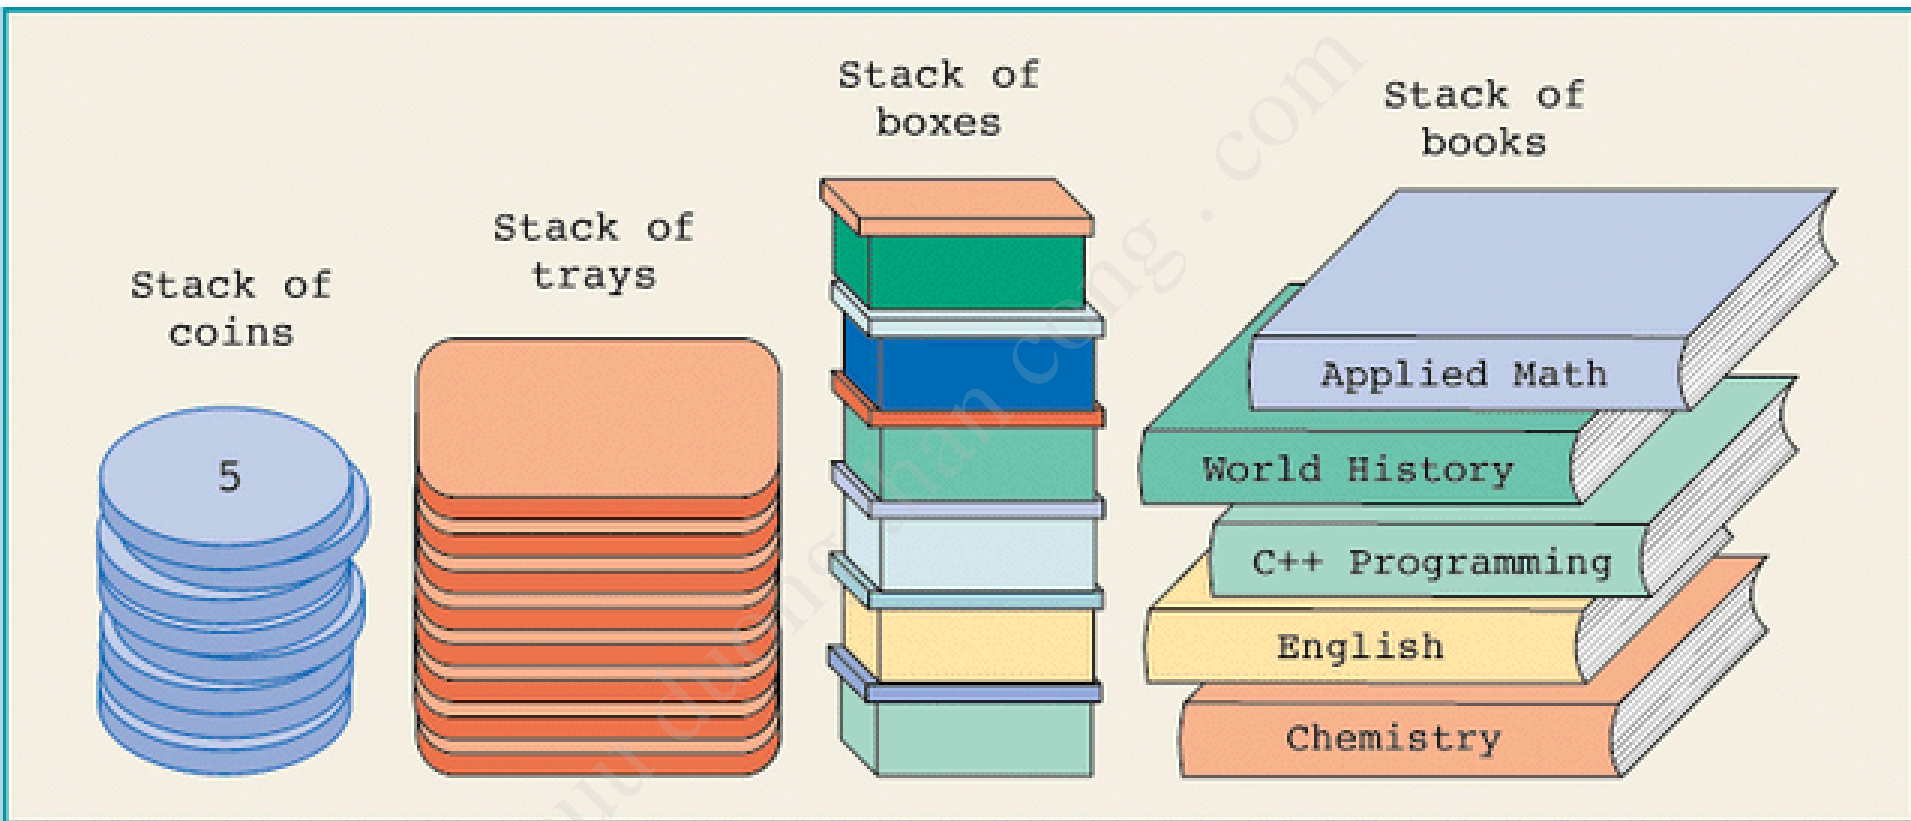 Stack of
coins
5
Stack of
trays
Stack of
boxes
Stack of
books
Applied Math
World History
C++ Programming
English
Chemistry